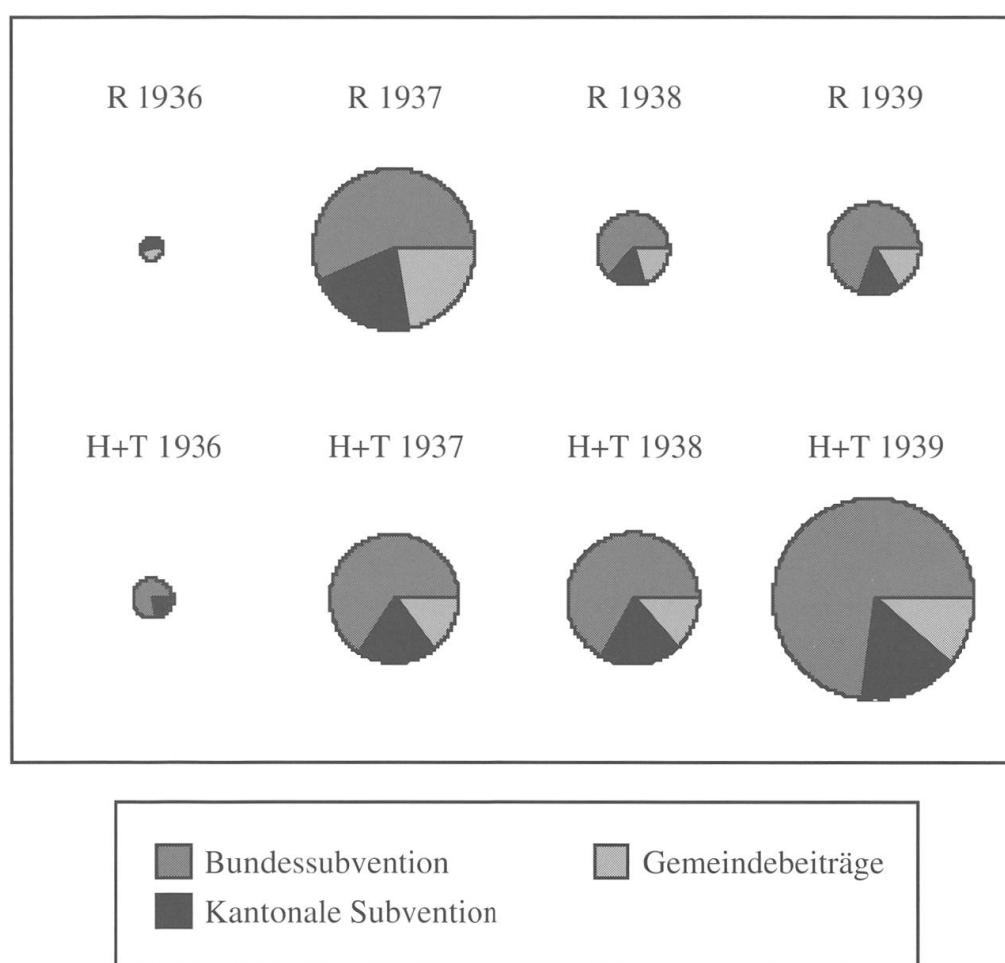 R 1936 R 1937 R 1938 R 1939
H+T 1936 H+T 1937 H+T 1938 H+T 1939
Bundessubvention Gemeindebeiträge
Kantonale Subvention